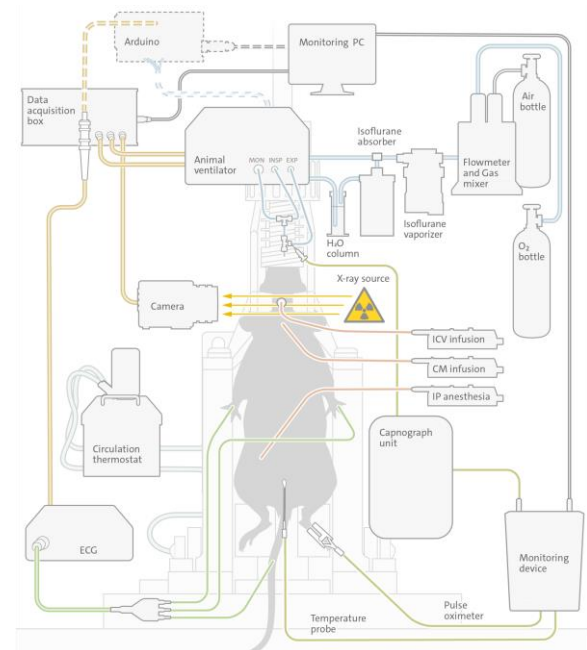 Arduino
Monitoring PC
Data
acquisition
box
Air
bottle
Isoflurane
absorber
Animal
ventilator
MON INSP EXP
Flowmeter
and Gas
mixer
Isoflurane
vaporizer
H₂O
column
O₂
bottle
X-ray source
Camera
ICV infusion
CM infusion
IP anesthesia
Circulation
thermostat
Capnograph
unit
ECG
Monitoring
device
Pulse
oximeter
Temperature
probe